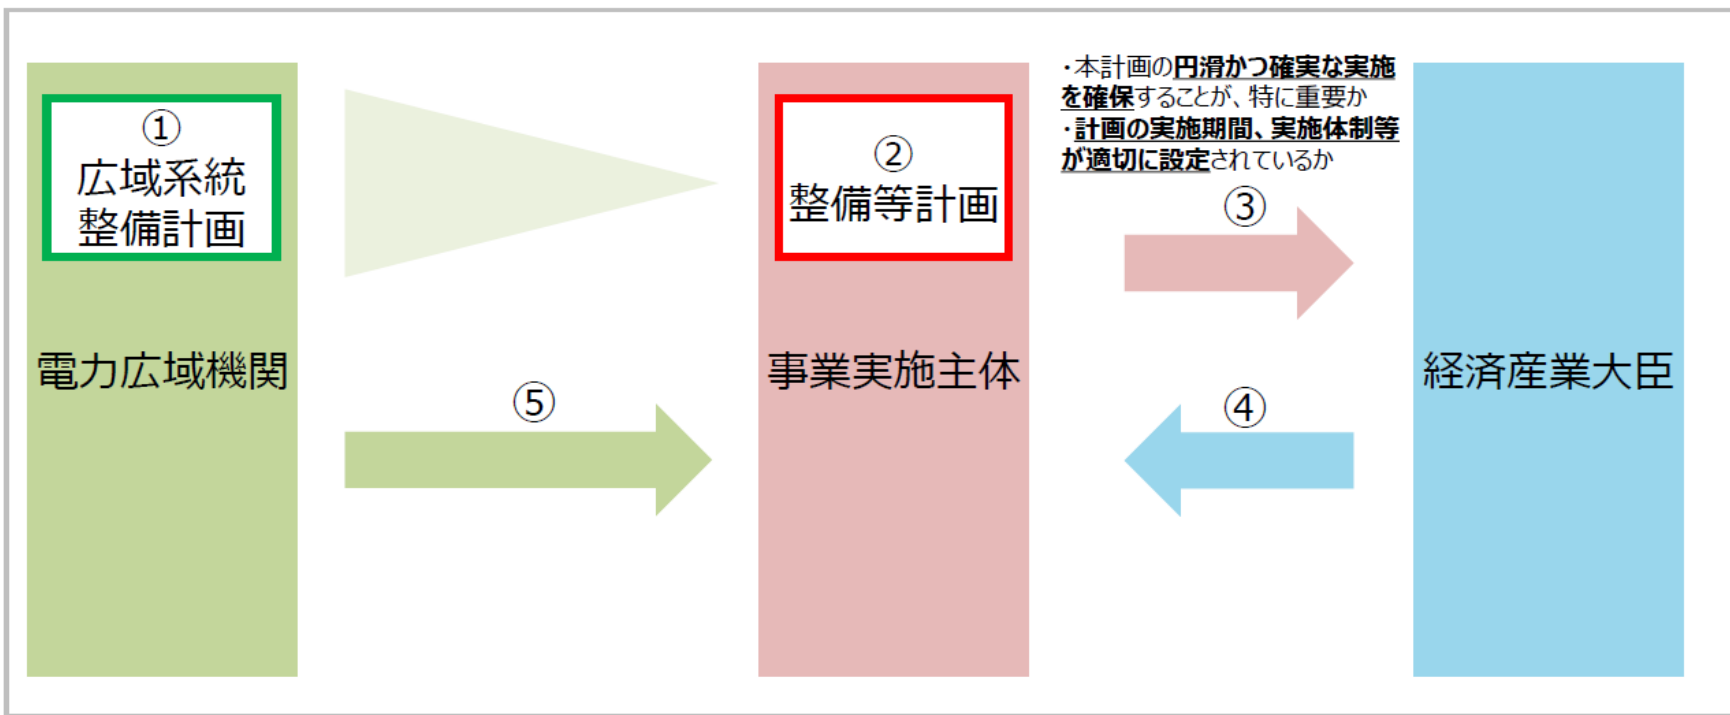 ①
広域系統
整備計画
電力広域機関
⑤
②
整備等計画
事業実施主体
・本計画の円滑かつ確実な実施
を確保することが、特に重要か
・計画の実施期間、実施体制等
が適切に設定されているか
③
④
経済産業大臣